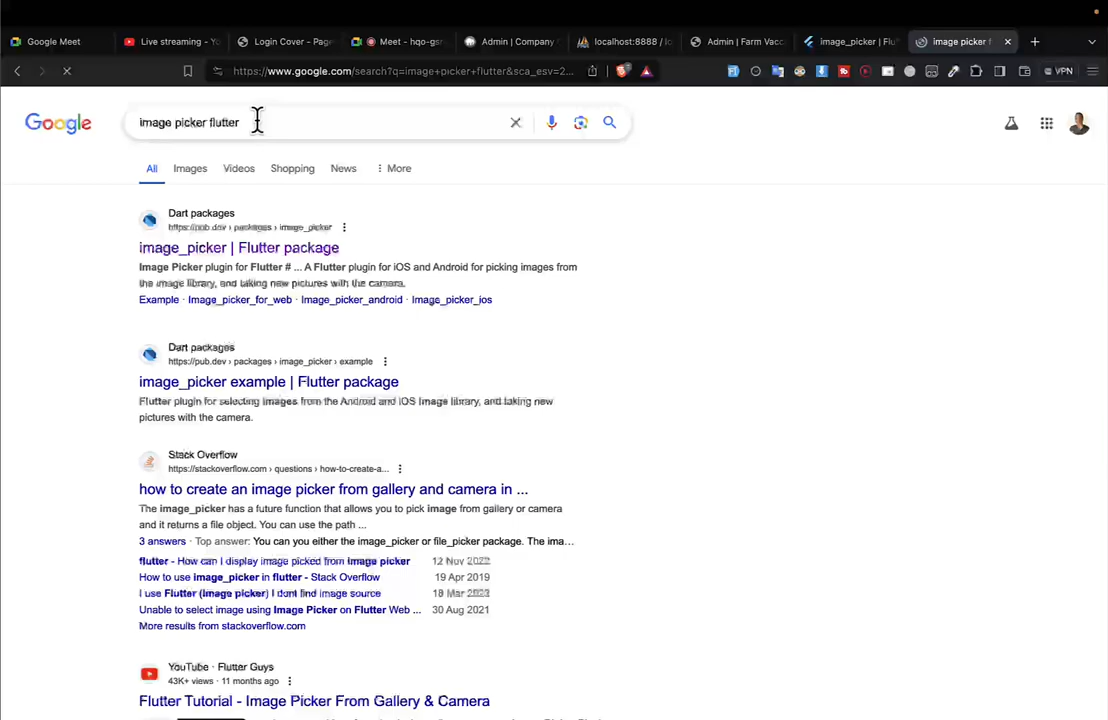 Google Meet
Live streaming - Yo
Login Cover - Page
Meet - hqo-gsr
Admin | Company
localhost:8888 / lo
Admin | Farm Vacc
image_picker | Flu
image picker f
https://www.google.com/search?q=image+picker+flutter&sca_esv=2...
VPN
Google
image picker flutter
All
Images
Videos
Shopping
News
More
Dart packages
https://pub.dev › packages › image_picker
image_picker | Flutter package
Image Picker plugin for Flutter # ... A Flutter plugin for iOS and Android for picking images from
the image library, and taking new pictures with the camera.
Example · Image_picker_for_web · Image_picker_android · Image_picker_ios
Dart packages
https://pub.dev › packages › image_picker › example
image_picker example | Flutter package
Flutter plugin for selecting images from the Android and iOS image library, and taking new
pictures with the camera.
Stack Overflow
https://stackoverflow.com › questions › how-to-create-a...
how to create an image picker from gallery and camera in ...
The image_picker has a future function that allows you to pick image from gallery or camera
and it returns a file object. You can use the path ...
3 answers · Top answer: You can you either the image_picker or file_picker package. The ima...
flutter - How can I display image picked from Image picker 12 Nov 2022
How to use image_picker in flutter - Stack Overflow 19 Apr 2019
I use Flutter (image picker) I dont find image source 18 Mar
Unable to select image using Image Picker on Flutter Web ... 30 Aug 2021
More results from stackoverflow.com
YouTube · Flutter Guys
43K+ views · 11 months ago
Flutter Tutorial - Image Picker From Gallery & Camera